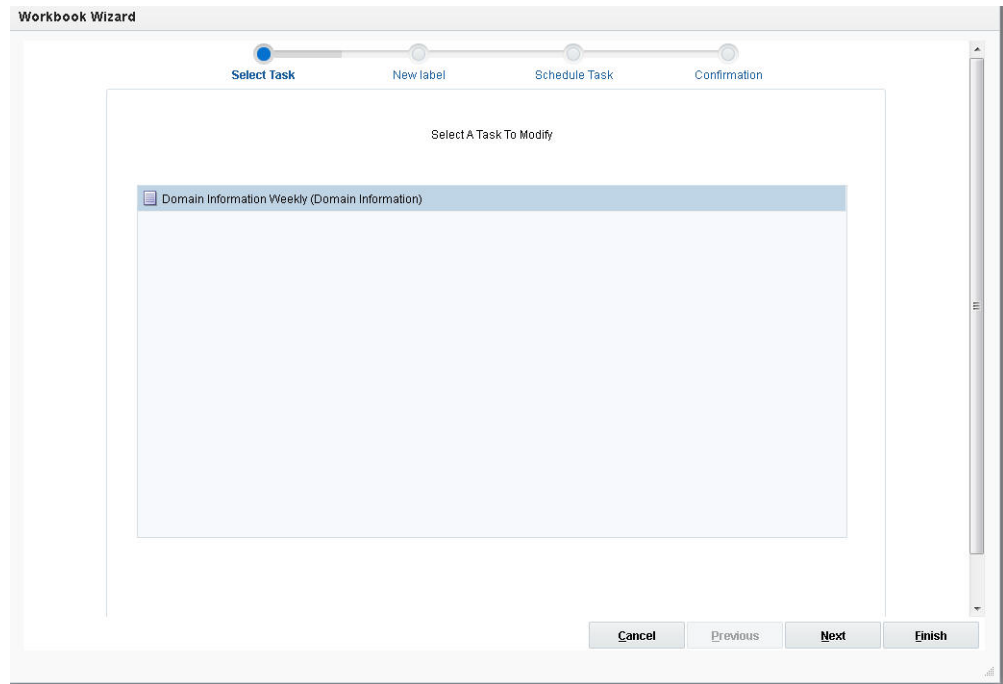 Workbook Wizard
Select Task New label Schedule Task Confirmation
Select A Task To Modify
Domain Information Weekly (Domain Information)
Cancel Previous Next Finish